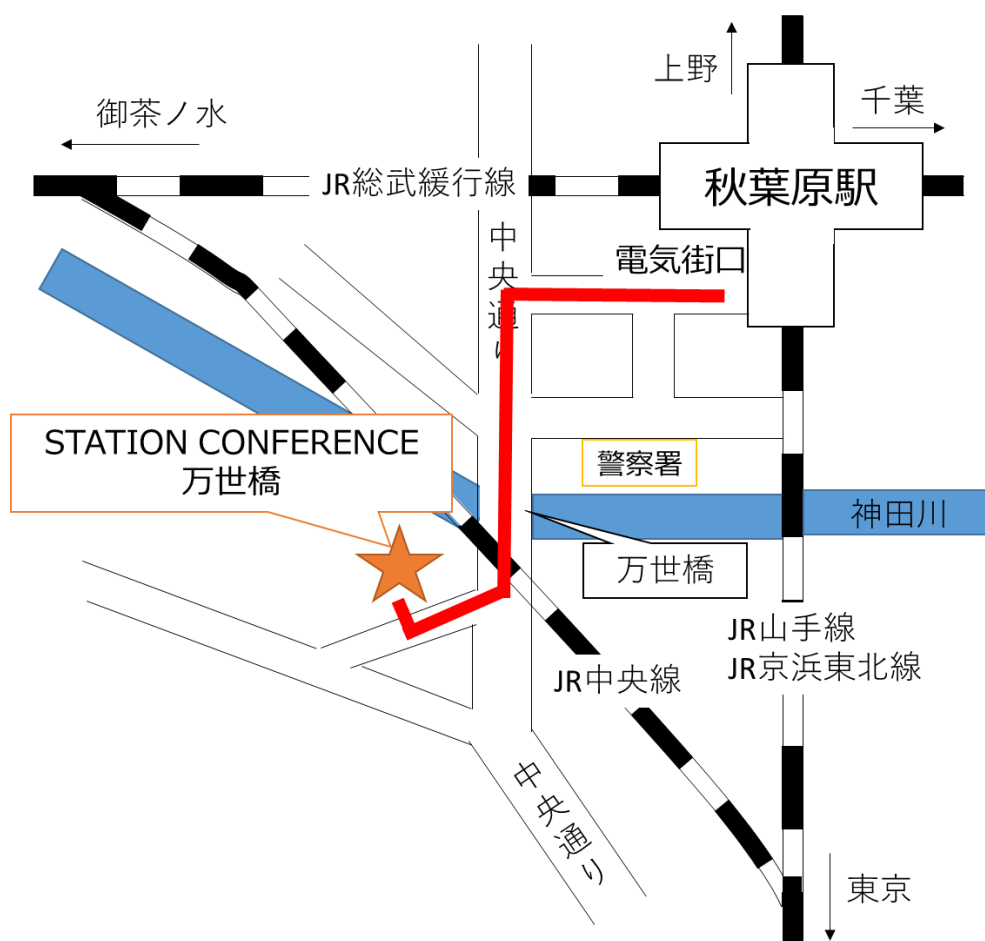 上野
千葉
御茶ノ水
JR総武緩行線
秋葉原駅
中央通り
電気街口
STATION CONFERENCE
万世橋
警察署
神田川
万世橋
JR山手線
JR京浜東北線
JR中央線
中央通り
東京